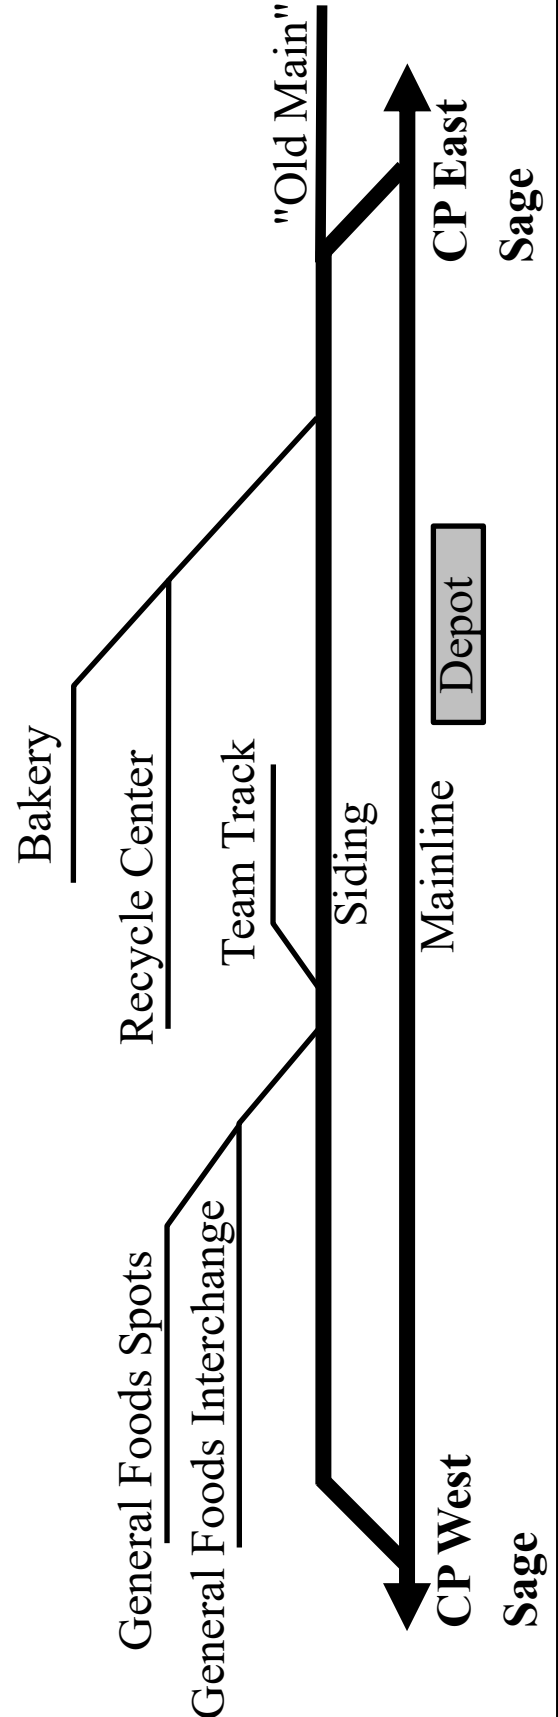 "Old Main"
Bakery
Recycle Center
Team Track
General Foods Spots
General Foods Interchange
Siding
Mainline
Depot
CP West
Sage
CP East
Sage